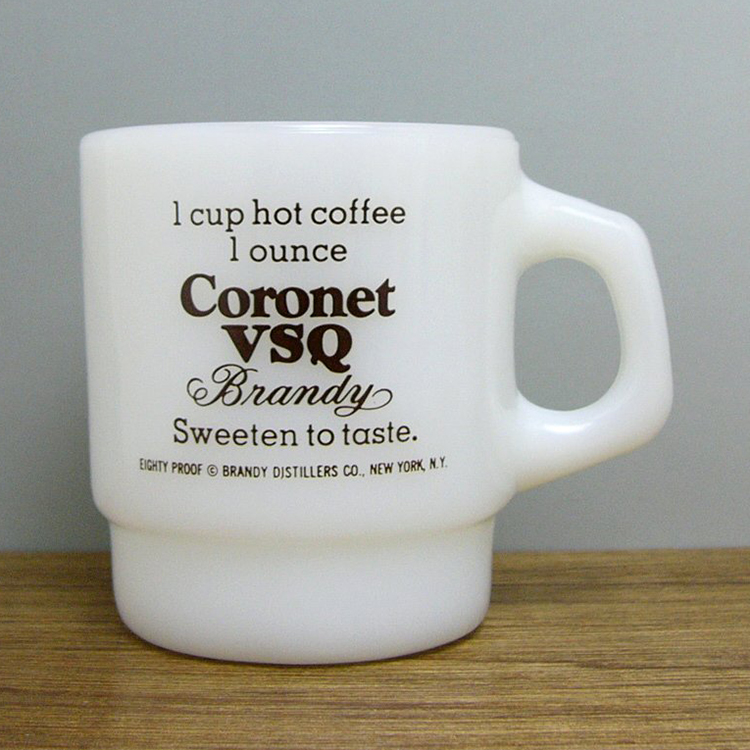 1 cup hot coffee
1 ounce
Coronet
VSQ
Brandy
Sweeten to taste.
EIGHTY PROOF © BRANDY DISTILLERS CO., NEW YORK, N.Y.